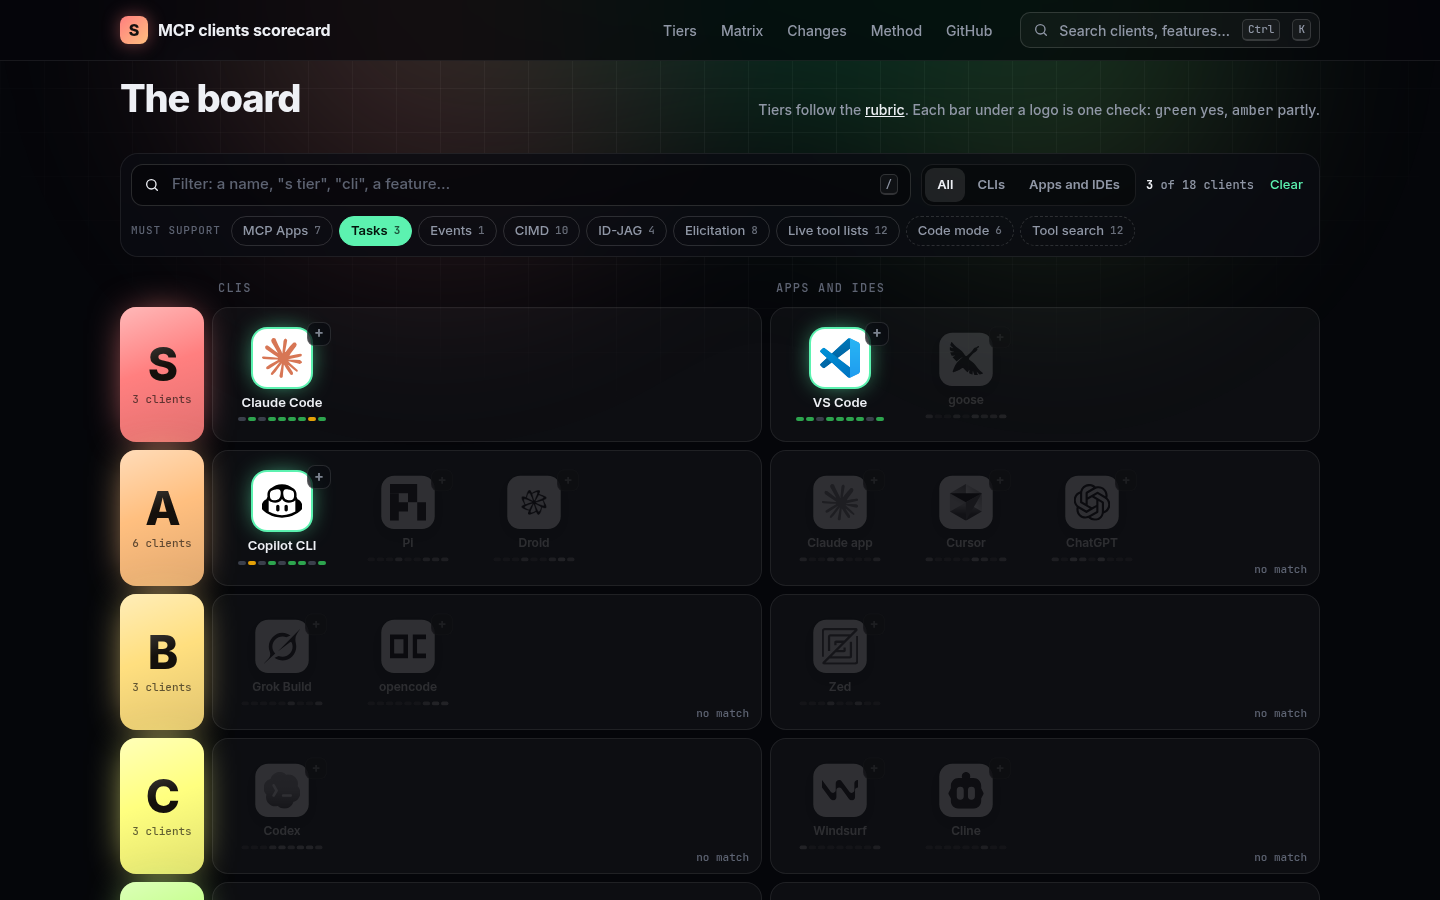 S MCP clients scorecard Tiers Matrix Changes Method GitHub Search clients, features... Ctrl K
The board
Tiers follow the rubric. Each bar under a logo is one check: green yes, amber partly.
Filter: a name, "s tier", "cli", a feature... / All CLIs Apps and IDEs 3 of 18 clients Clear
MUST SUPPORT MCP Apps 7 Tasks 3 Events 1 CIMD 10 ID-JAG 4 Elicitation 8 Live tool lists 12 Code mode 6 Tool search 12
CLIS APPS AND IDES
S
3 clients
+ + +
Claude Code VS Code goose
A
6 clients
+ + + + + +
Copilot CLI Pi Droid Claude app Cursor ChatGPT
no match
B
3 clients
+ + +
Grok Build opencode Zed
no match no match
C
3 clients
+ + +
Codex Windsurf Cline
no match no match